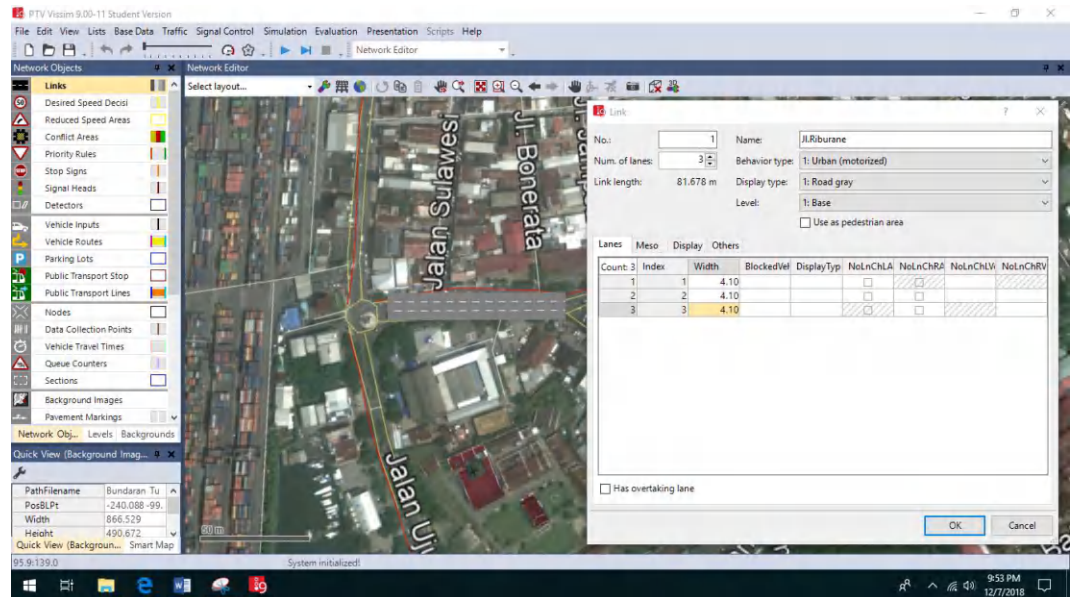 PTV Vissim 9.00-11 Student Version
File Edit View Lists Base Data Traffic Signal Control Simulation Evaluation Presentation Scripts Help
Network Editor
Network Objects
Network Editor
Select layout...
Links
Desired Speed Decisi
Reduced Speed Areas
Conflict Areas
Priority Rules
Stop Signs
Signal Heads
Detectors
Vehicle Inputs
Vehicle Routes
Parking Lots
Public Transport Stop
Public Transport Lines
Nodes
Data Collection Points
Vehicle Travel Times
Queue Counters
Sections
Background Images
Pavement Markings
Network Obj... Levels Backgrounds
Quick View (Background Imag...
PathFilename Bundaran Tu
PosBLPt -240.088 -99.
Width 866.529
Height 490.672
Quick View (Backgroun... Smart Map
Jalan Sulawesi
Jl. Bonerata
Jalan Uju
50 m
Link
No.: 1 Name: Jl.Riburane
Num. of lanes: 3 Behavior type: 1: Urban (motorized)
Link length: 81.678 m Display type: 1: Road gray
Level: 1: Base
Use as pedestrian area
Lanes Meso Display Others
Count: 3 Index Width BlockedVel DisplayTyp NoLnChLA NoLnChRA NoLnChLV NoLnChRV
1 1 4.10
2 2 4.10
3 3 4.10
Has overtaking lane
OK Cancel
95.9:139.0 System initialized!
9:53 PM
12/7/2018